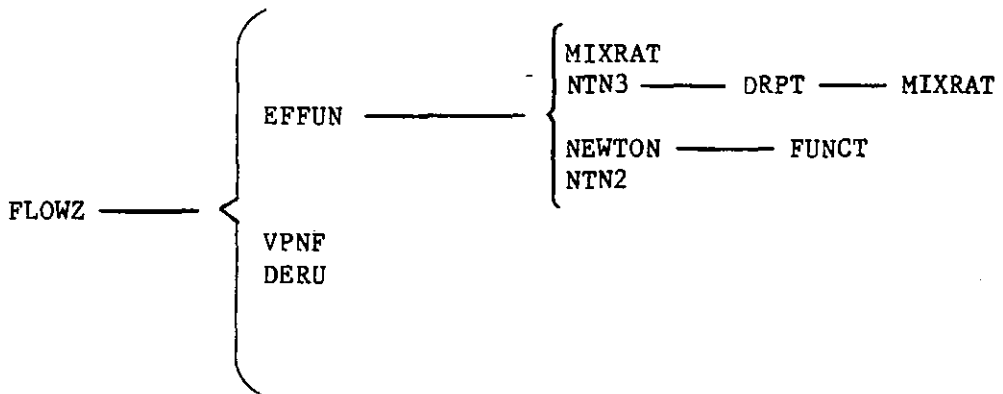 MIXRAT
NTN3 DRPT MIXRAT
EFFUN
NEWTON FUNCT
NTN2
FLOWZ
VPNF
DERU